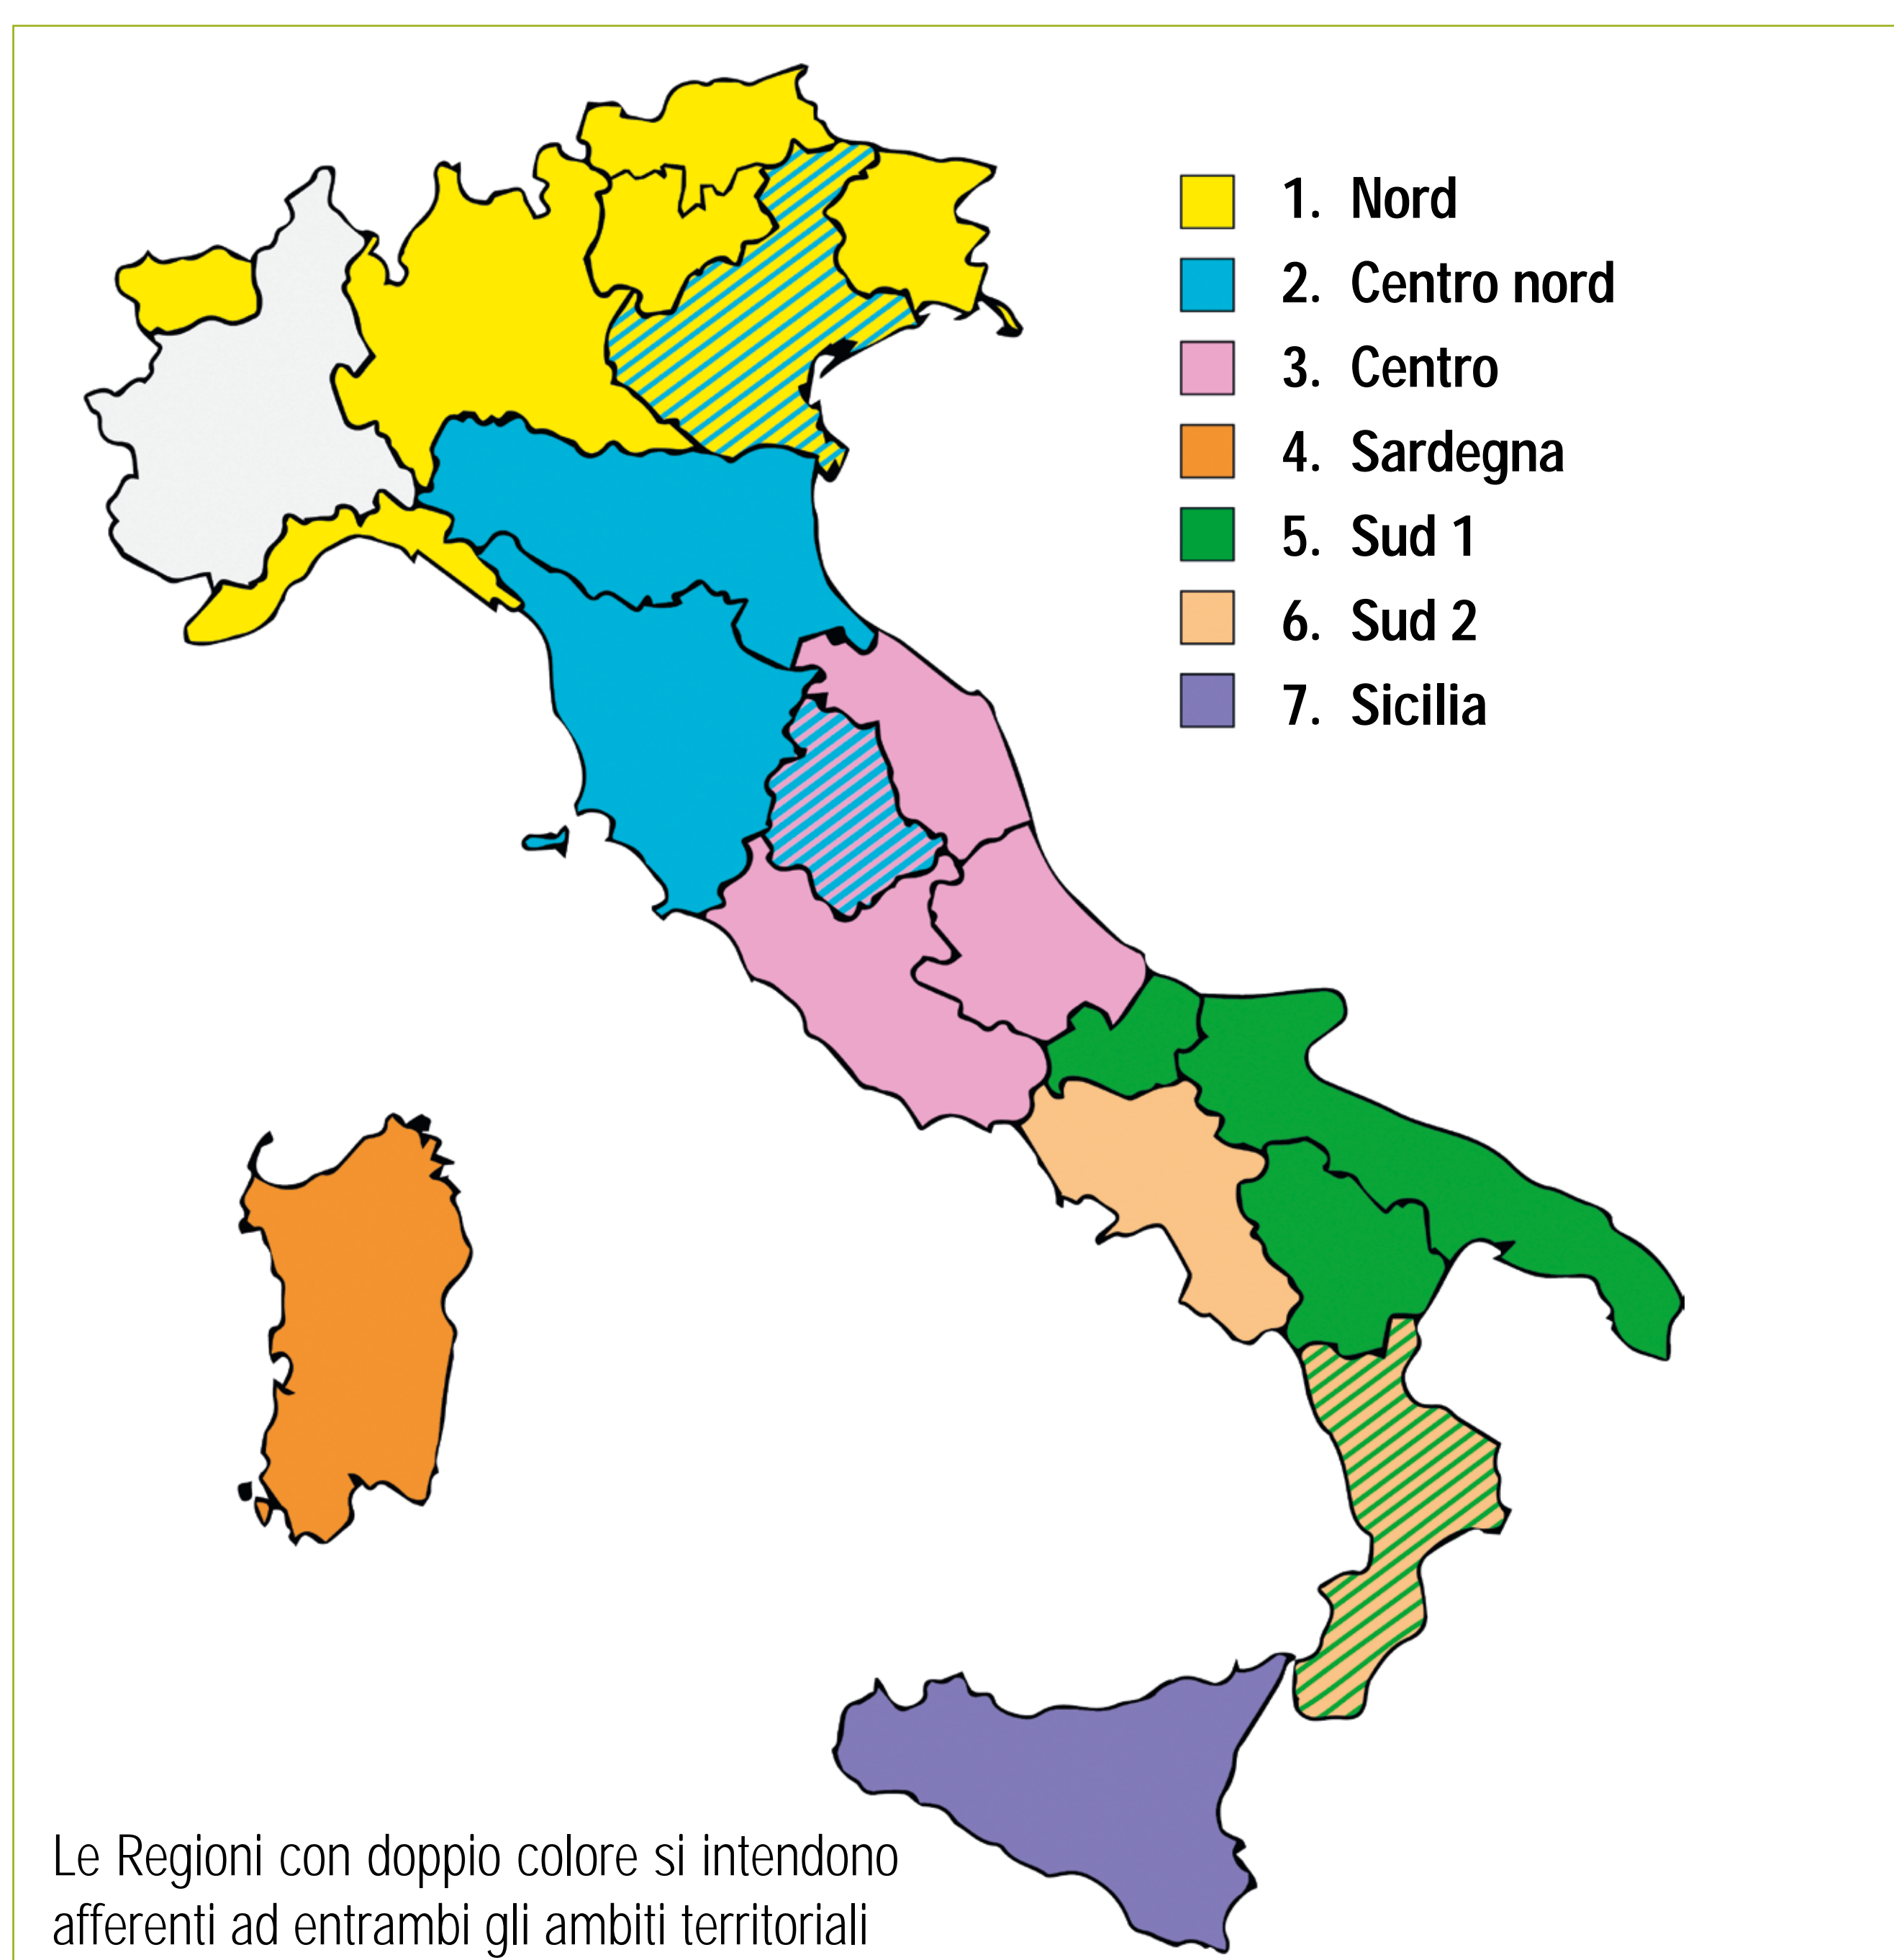 1. Nord
2. Centro nord
3. Centro
4. Sardegna
5. Sud 1
6. Sud 2
7. Sicilia
Le Regioni con doppio colore si intendono
afferenti ad entrambi gli ambiti territoriali